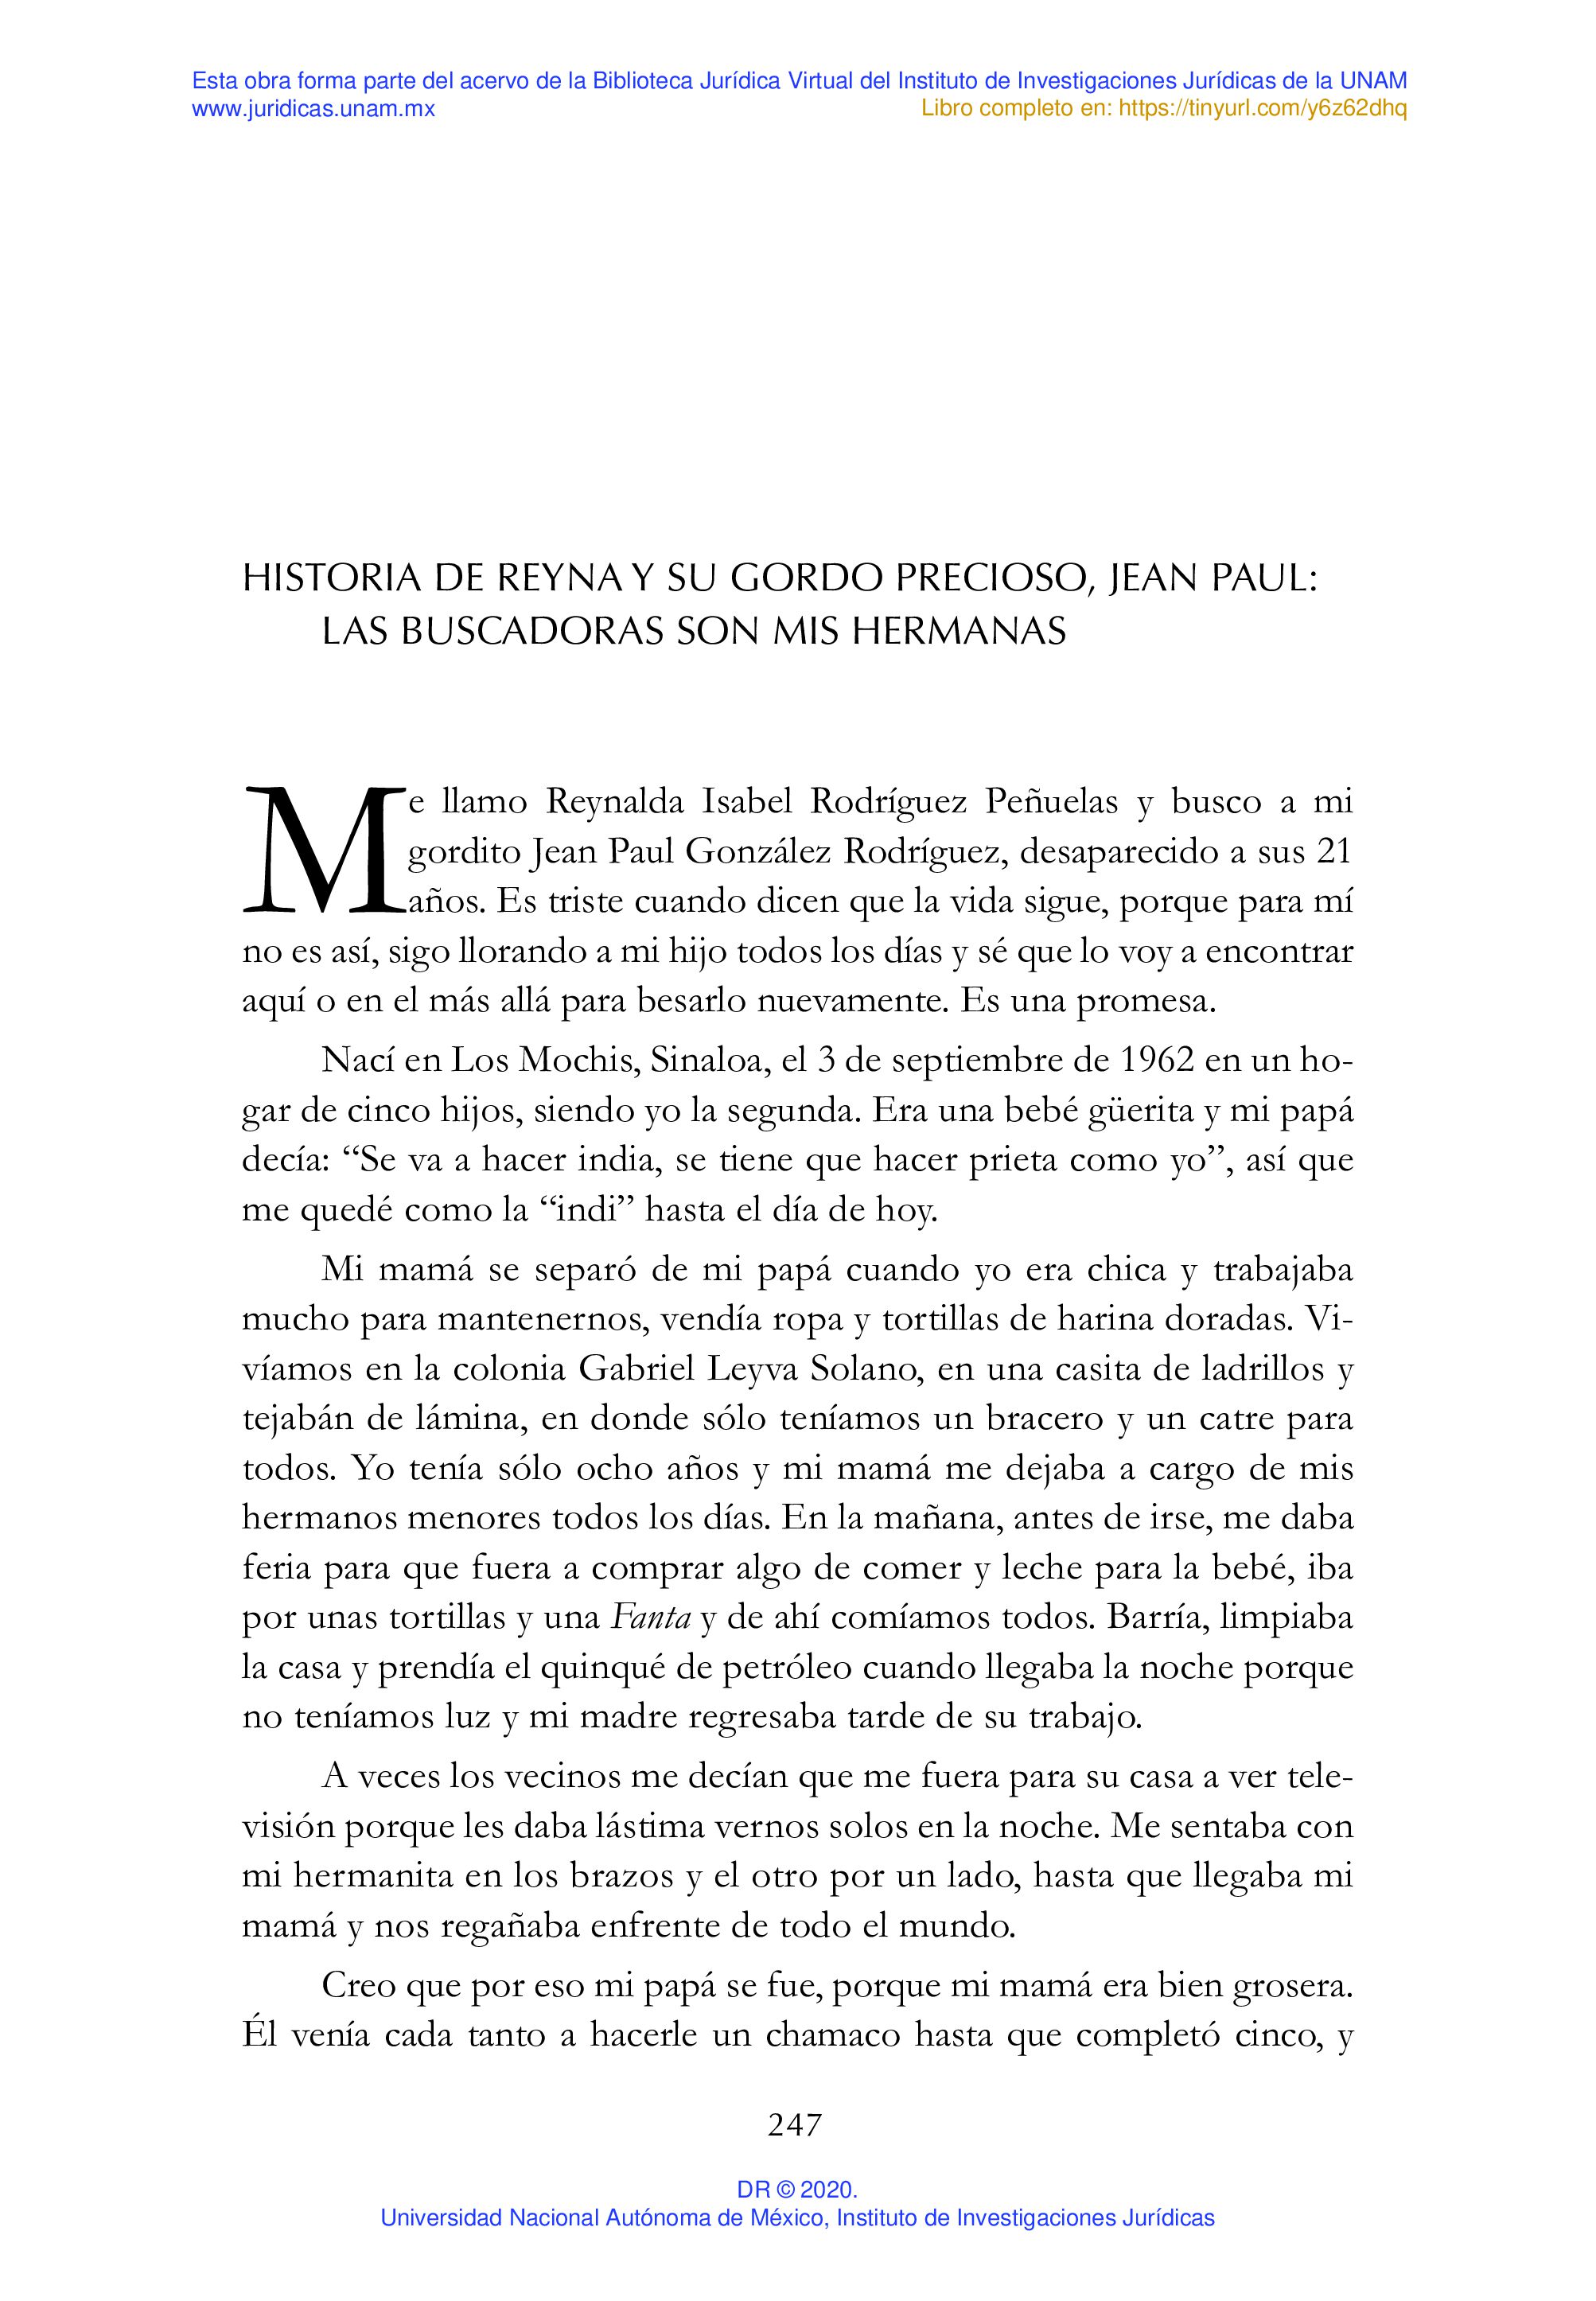 Esta obra forma parte del acervo de la Biblioteca Jurídica Virtual del Instituto de Investigaciones Jurídicas de la UNAM
www.juridicas.unam.mx Libro completo en: https://tinyurl.com/y6z62dhq
HISTORIA DE REYNA Y SU GORDO PRECIOSO, JEAN PAUL:
LAS BUSCADORAS SON MIS HERMANAS
Me llamo Reynalda Isabel Rodríguez Peñuelas y busco a mi
gordito Jean Paul González Rodríguez, desaparecido a sus 21
años. Es triste cuando dicen que la vida sigue, porque para mí
no es así, sigo llorando a mi hijo todos los días y sé que lo voy a encontrar
aquí o en el más allá para besarlo nuevamente. Es una promesa.
Nací en Los Mochis, Sinaloa, el 3 de septiembre de 1962 en un ho-
gar de cinco hijos, siendo yo la segunda. Era una bebé güerita y mi papá
decía: “Se va a hacer india, se tiene que hacer prieta como yo”, así que
me quedé como la “indi” hasta el día de hoy.
Mi mamá se separó de mi papá cuando yo era chica y trabajaba
mucho para mantenernos, vendía ropa y tortillas de harina doradas. Vi-
víamos en la colonia Gabriel Leyva Solano, en una casita de ladrillos y
tejabán de lámina, en donde sólo teníamos un bracero y un catre para
todos. Yo tenía sólo ocho años y mi mamá me dejaba a cargo de mis
hermanos menores todos los días. En la mañana, antes de irse, me daba
feria para que fuera a comprar algo de comer y leche para la bebé, iba
por unas tortillas y una Fanta y de ahí comíamos todos. Barría, limpiaba
la casa y prendía el quinqué de petróleo cuando llegaba la noche porque
no teníamos luz y mi madre regresaba tarde de su trabajo.
A veces los vecinos me decían que me fuera para su casa a ver tele-
visión porque les daba lástima vernos solos en la noche. Me sentaba con
mi hermanita en los brazos y el otro por un lado, hasta que llegaba mi
mamá y nos regañaba enfrente de todo el mundo.
Creo que por eso mi papá se fue, porque mi mamá era bien grosera.
Él venía cada tanto a hacerle un chamaco hasta que completó cinco, y
247
DR © 2020.
Universidad Nacional Autónoma de México, Instituto de Investigaciones Jurídicas